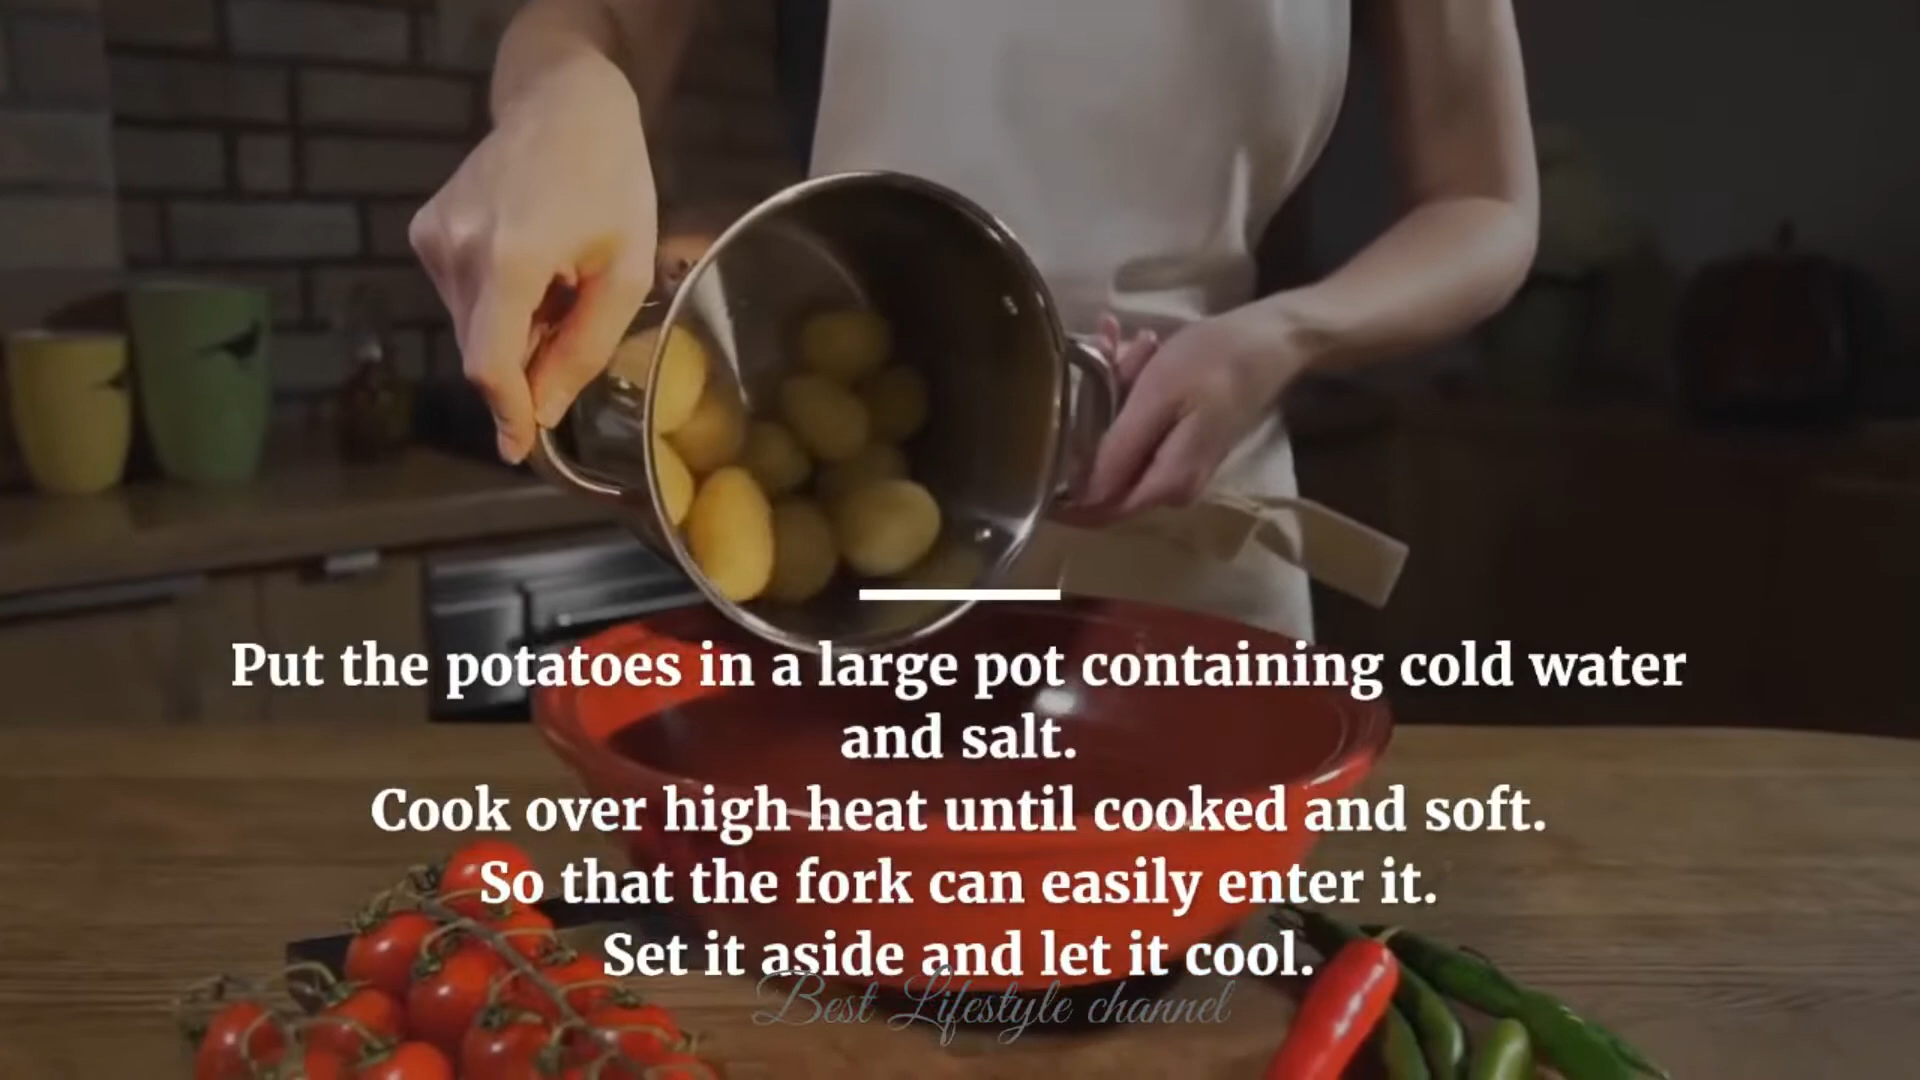 Put the potatoes in a large pot containing cold water
and salt.
Cook over high heat until cooked and soft.
So that the fork can easily enter it.
Set it aside and let it cool.
Best Lifestyle channel